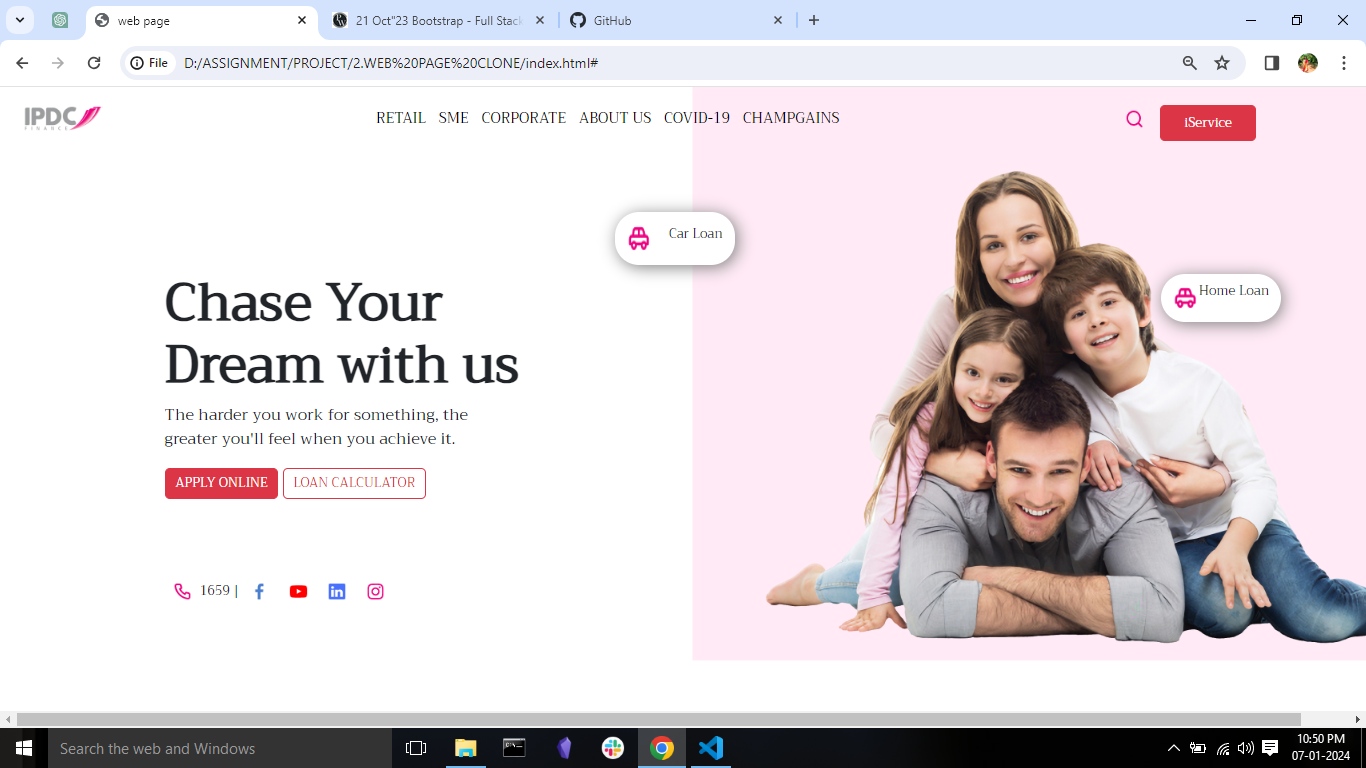 web page
21 Oct"23 Bootstrap - Full Stack
GitHub
File
D:/ASSIGNMENT/PROJECT/2.WEB%20PAGE%20CLONE/index.html#
IPDC
FINANCE
RETAIL SME CORPORATE ABOUT US COVID-19 CHAMPGAINS
iService
Car Loan
Home Loan
Chase Your
Dream with us
The harder you work for something, the
greater you'll feel when you achieve it.
APPLY ONLINE
LOAN CALCULATOR
1659 |
Search the web and Windows
10:50 PM
07-01-2024